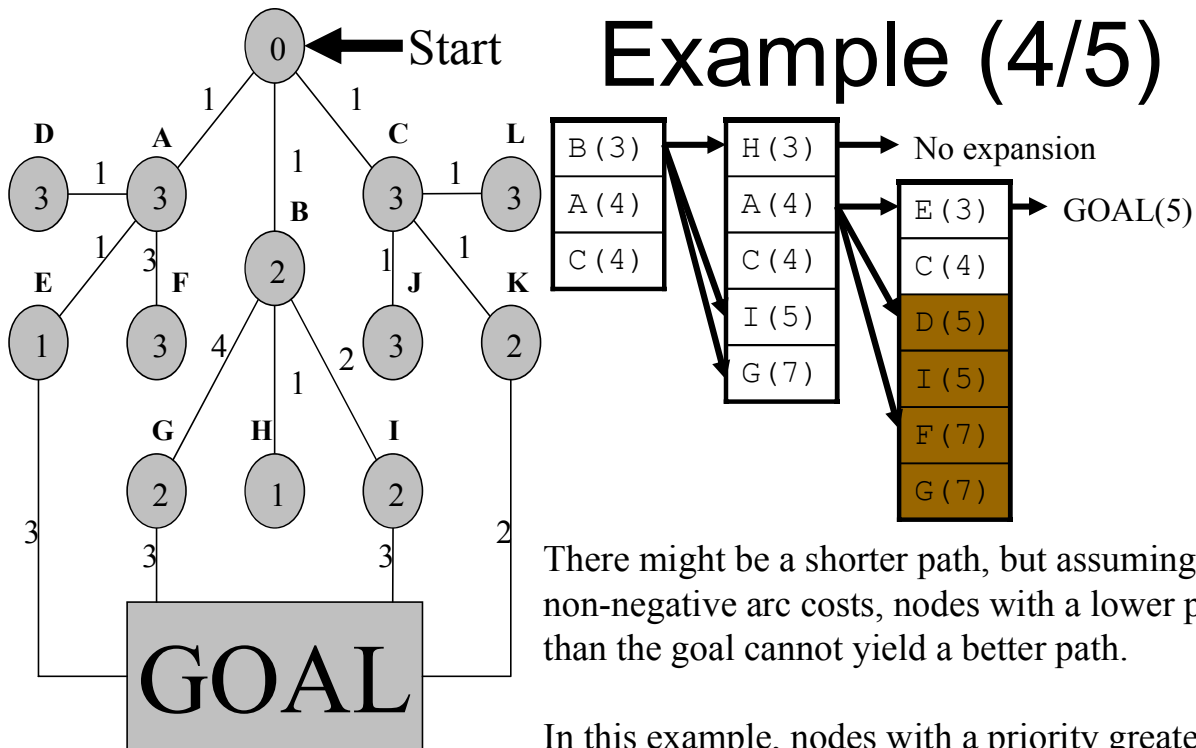 Example (4/5)
0
Start
1
1
1
D
A
C
L
3
1
3
3
1
3
1
3
B
1
1
E
F
2
J
K
1
3
3
2
4
1
2
G
H
I
2
1
2
3
3
3
2
GOAL
B(3)
A(4)
C(4)
H(3)
A(4)
C(4)
I(5)
G(7)
No expansion
E(3)
C(4)
D(5)
I(5)
F(7)
G(7)
GOAL(5)
There might be a shorter path, but assuming
non-negative arc costs, nodes with a lower p
than the goal cannot yield a better path.
In this example, nodes with a priority greate